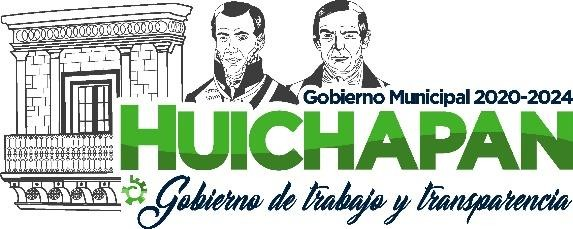 Gobierno Municipal 2020-2024
HUICHAPAN
Gobierno de trabajo y transparencia